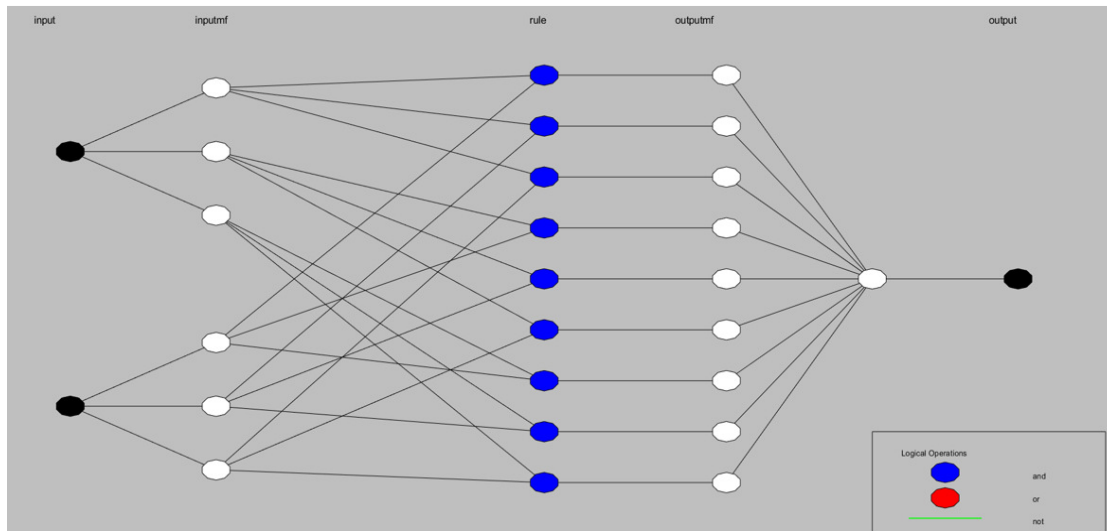 input inputmf rule outputmf output
Logical Operations
and
or
not